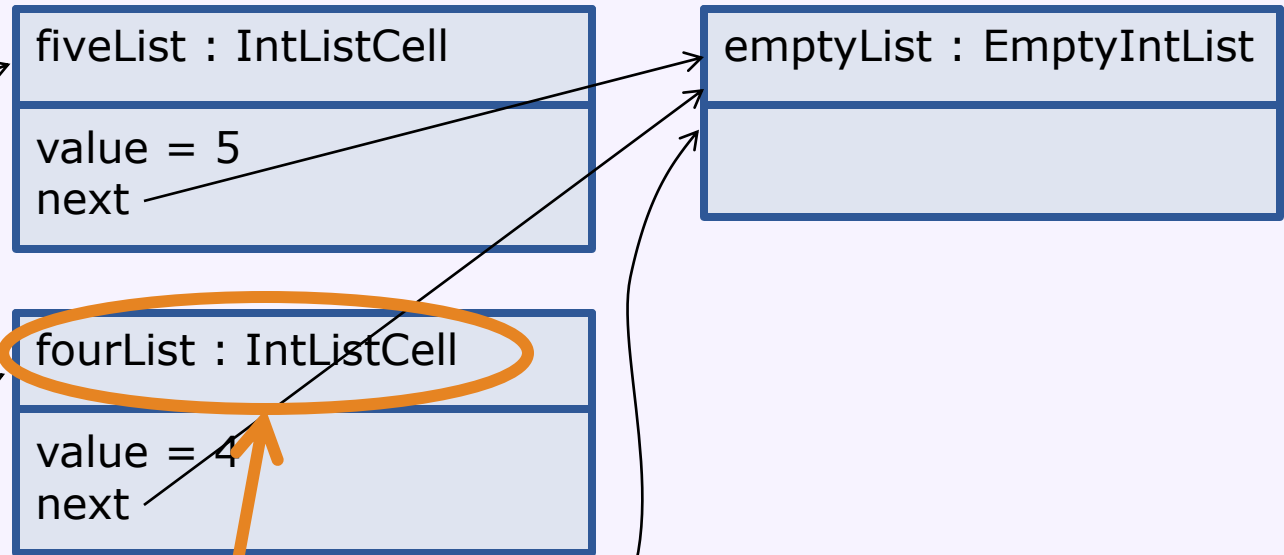 fiveList : IntListCell
value = 5
next
emptyList : EmptyIntList
fourList : IntListCell
value = 4
next